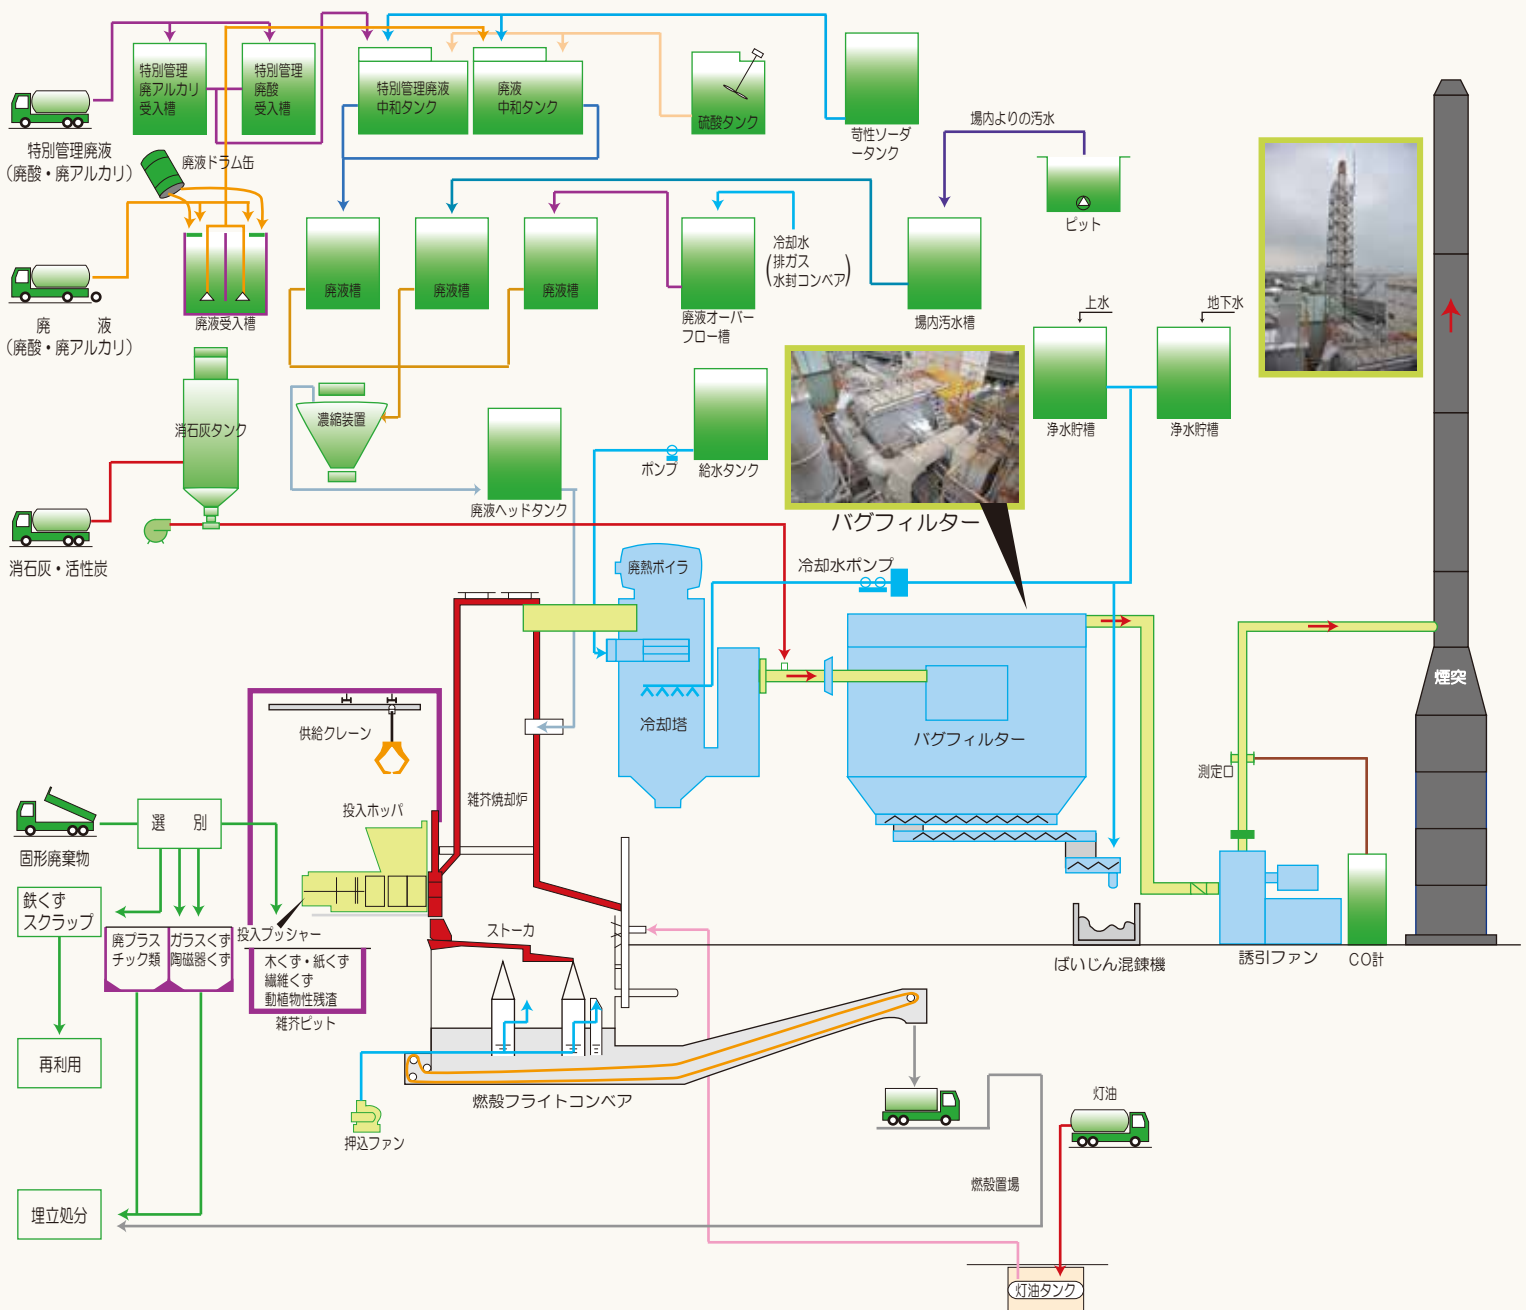 特別管理
廃アルカリ
受入槽
特別管理
廃酸
受入槽
特別管理廃液
中和タンク
廃液
中和タンク
硫酸タンク
苛性ソーダ
ータンク
場内よりの汚水
ピット
特別管理廃液
(廃酸・廃アルカリ)
廃液ドラム缶
廃液受入槽
廃　液
(廃酸・廃アルカリ)
廃液槽
廃液槽
廃液槽
廃液オーバー
フロー槽
冷却水
(排ガス
水封コンベア)
場内汚水槽
上水
地下水
浄水貯槽
浄水貯槽
消石灰タンク
濃縮装置
廃液ヘッドタンク
ポンプ
給水タンク
バグフィルター
消石灰・活性炭
廃熱ボイラ
冷却水ポンプ
冷却塔
バグフィルター
煙突
測定口
供給クレーン
投入ホッパ
雑芥焼却炉
固形廃棄物
選　別
鉄くず
スクラップ
廃プラス
チック類
ガラスくず
陶磁器くず
投入プッシャー
木くず・紙くず
繊維くず
動植物性残渣
雑芥ピット
ストーカ
ばいじん混錬機
誘引ファン
CO計
再利用
燃殻フライトコンベア
押込ファン
灯油
燃殻置場
埋立処分
灯油タンク